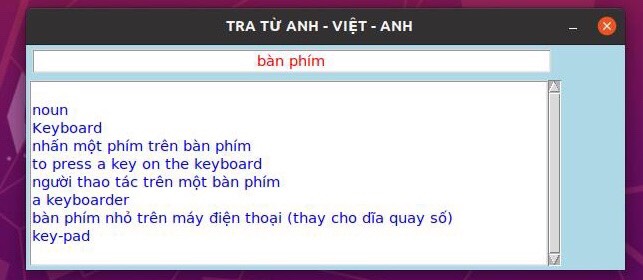 TRA TỪ ANH - VIỆT - ANH
bàn phím
noun
Keyboard
nhấn một phím trên bàn phím
to press a key on the keyboard
người thao tác trên một bàn phím
a keyboarder
bàn phím nhỏ trên máy điện thoại (thay cho dĩa quay số)
key-pad